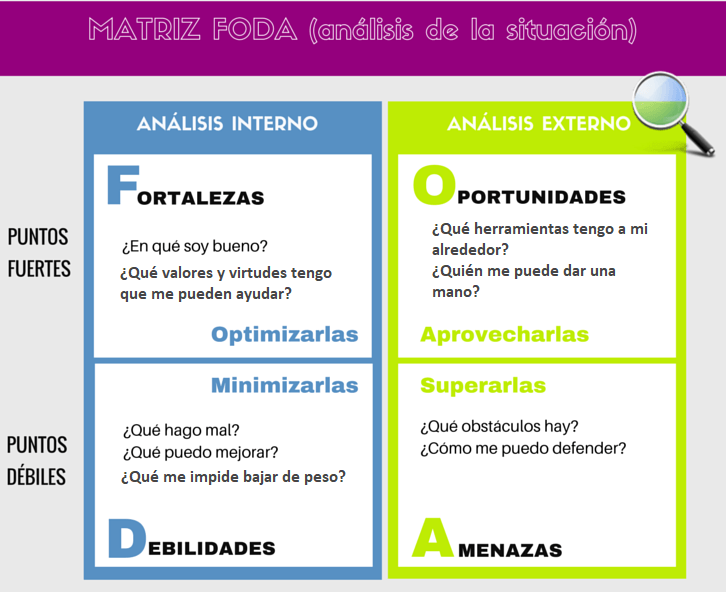 MATRIZ FODA (análisis de la situación)
ANÁLISIS INTERNO
ANÁLISIS EXTERNO
PUNTOS
FUERTES
FORTALEZAS
¿En qué soy bueno?
¿Qué valores y virtudes tengo
que me pueden ayudar?
Optimizarlas
OPORTUNIDADES
¿Qué herramientas tengo a mi
alrededor?
¿Quién me puede dar una
mano?
Aprovecharlas
PUNTOS
DÉBILES
Minimizarlas
¿Qué hago mal?
¿Qué puedo mejorar?
¿Qué me impide bajar de peso?
DEBILIDADES
Superarlas
¿Qué obstáculos hay?
¿Cómo me puedo defender?
AMENAZAS